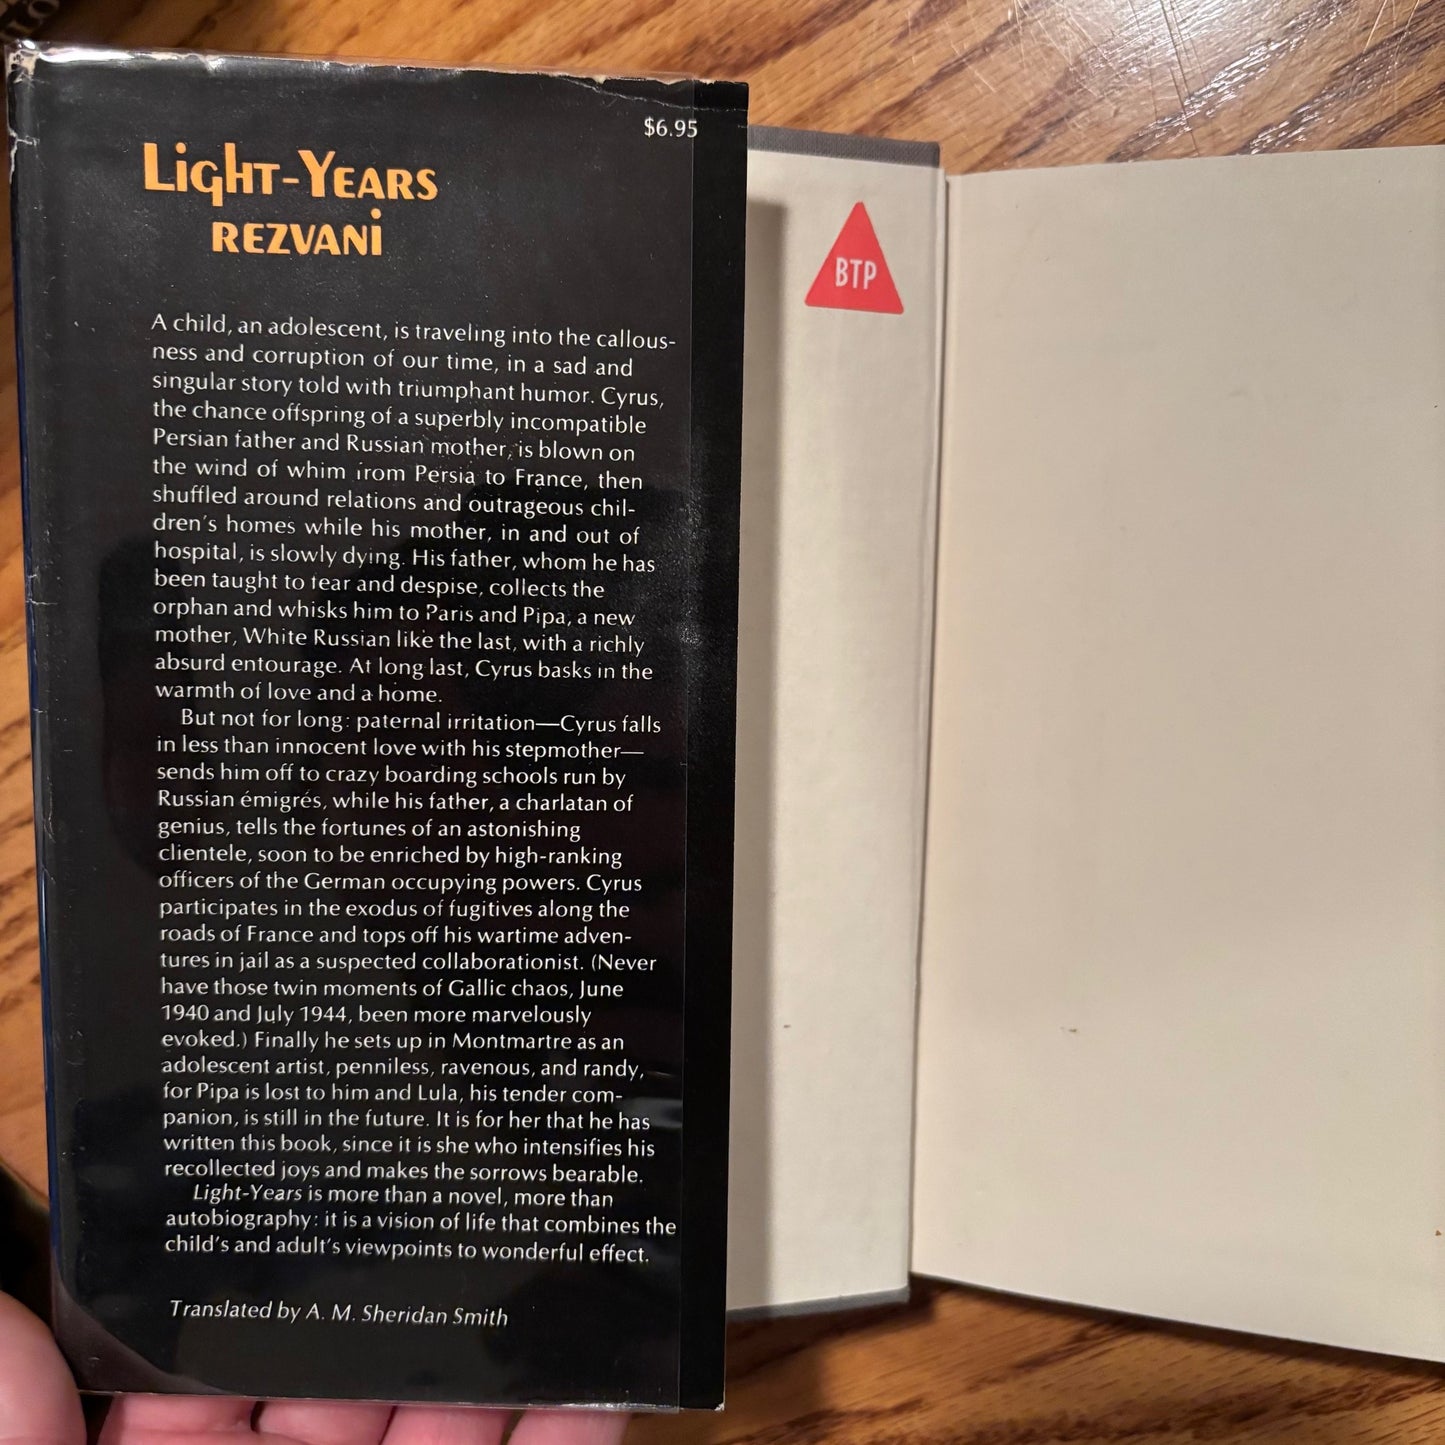 $6.95
Light-Years
REZVANI
A child, an adolescent, is traveling into the callous-
ness and corruption of our time, in a sad and
singular story told with triumphant humor. Cyrus,
the chance offspring of a superbly incompatible
Persian father and Russian mother, is blown on
the wind of whim from Persia to France, then
shuffled around relations and outrageous chil-
dren's homes while his mother, in and out of
hospital, is slowly dying. His father, whom he has
been taught to fear and despise, collects the
orphan and whisks him to Paris and Pipa, a new
mother, White Russian like the last, with a richly
absurd entourage. At long last, Cyrus basks in the
warmth of love and a home.
But not for long: paternal irritation—Cyrus falls
in less than innocent love with his stepmother—
sends him off to crazy boarding schools run by
Russian émigrés, while his father, a charlatan of
genius, tells the fortunes of an astonishing
clientele, soon to be enriched by high-ranking
officers of the German occupying powers. Cyrus
participates in the exodus of fugitives along the
roads of France and tops off his wartime adven-
tures in jail as a suspected collaborationist. (Never
have those twin moments of Gallic chaos, June
1940 and July 1944, been more marvelously
evoked.) Finally he sets up in Montmartre as an
adolescent artist, penniless, ravenous, and randy,
for Pipa is lost to him and Lula, his tender com-
panion, is still in the future. It is for her that he has
written this book, since it is she who intensifies his
recollected joys and makes the sorrows bearable.
Light-Years is more than a novel, more than
autobiography: it is a vision of life that combines the
child's and adult's viewpoints to wonderful effect.
Translated by A. M. Sheridan Smith
BTP